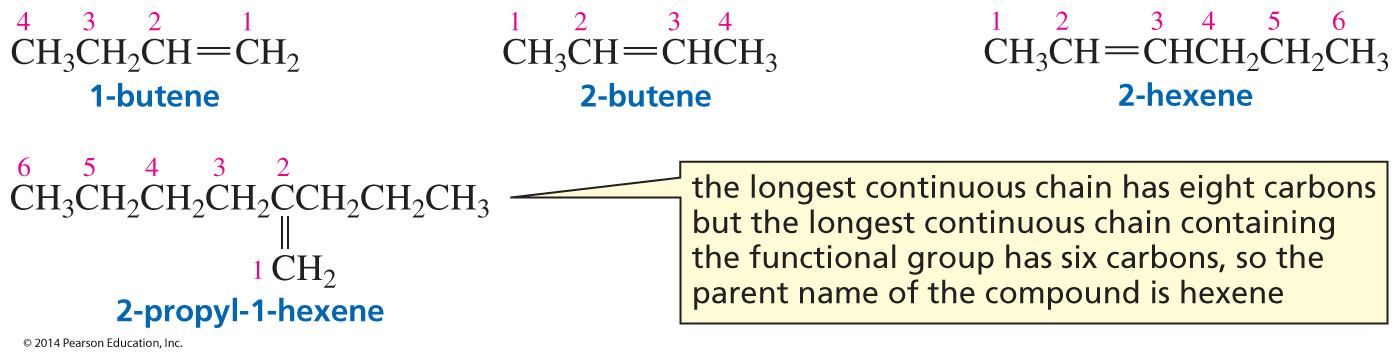 4 3 2 1
CH₃CH₂CH=CH₂
1-butene
1 2 3 4
CH₃CH=CHCH₃
2-butene
1 2 3 4 5 6
CH₃CH=CHCH₂CH₂CH₃
2-hexene
6 5 4 3 2
CH₃CH₂CH₂CH₂CCH₂CH₂CH₃
1 CH₂
2-propyl-1-hexene
the longest continuous chain has eight carbons
but the longest continuous chain containing
the functional group has six carbons, so the
parent name of the compound is hexene
© 2014 Pearson Education, Inc.